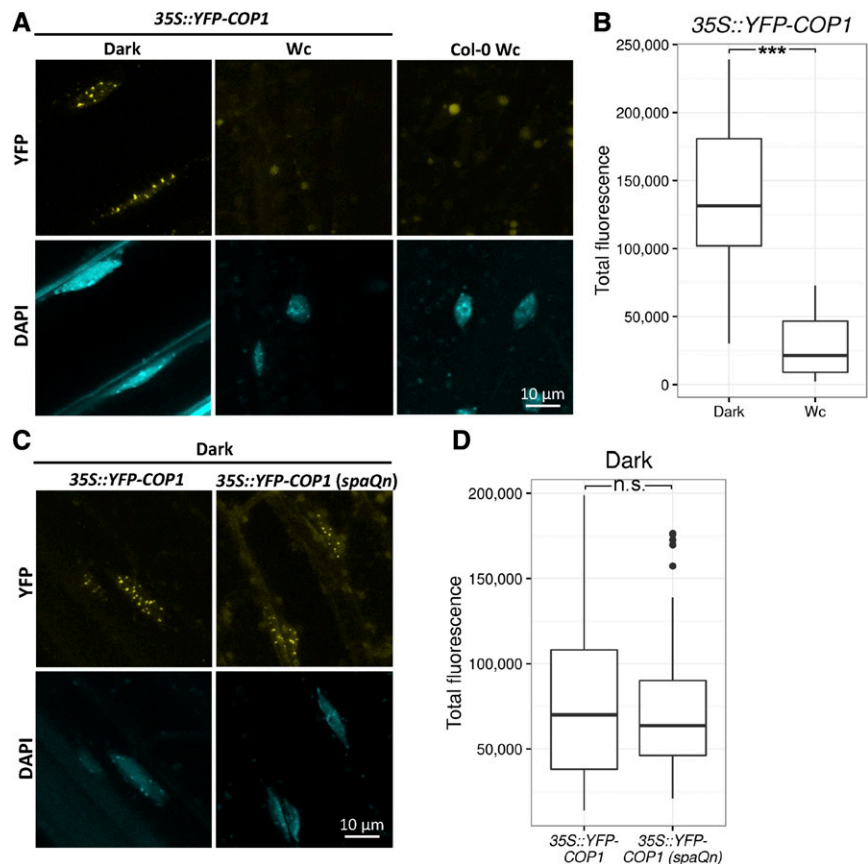 A
35S::YFP-COP1
Dark
Wc
Col-0 Wc
YFP
DAPI
10 µm
B
35S::YFP-COP1
***
Total fluorescence
250,000
200,000
150,000
100,000
50,000
0
Dark
Wc
C
Dark
35S::YFP-COP1
35S::YFP-COP1 (spaQn)
YFP
DAPI
10 µm
D
Dark
n.s.
Total fluorescence
200,000
150,000
100,000
50,000
35S::YFP-
COP1
35S::YFP-
COP1 (spaQn)